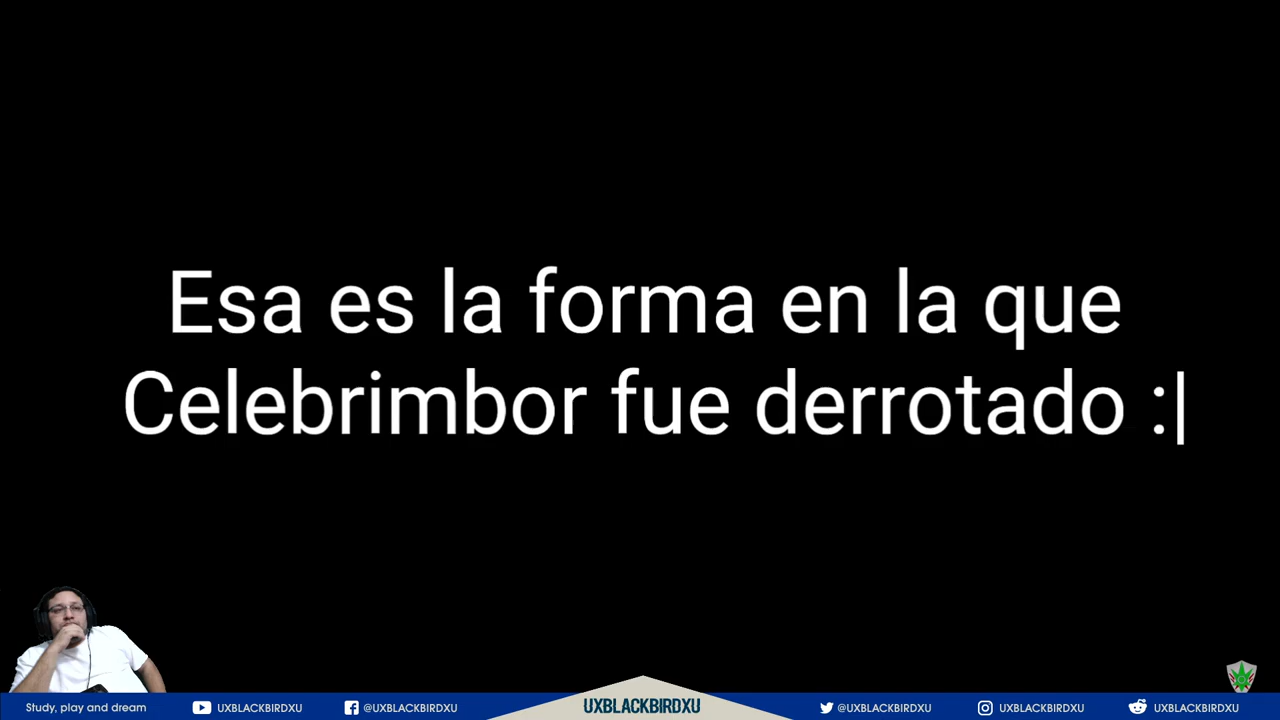 Esa es la forma en la que
Celebrimbor fue derrotado :|
Study, play and dream
UXBLACKBIRDXU
@UXBLACKBIRDXU
UXBLACKBIRDXU
@UXBLACKBIRDXU
UXBLACKBIRDXU
UXBLACKBIRDXU